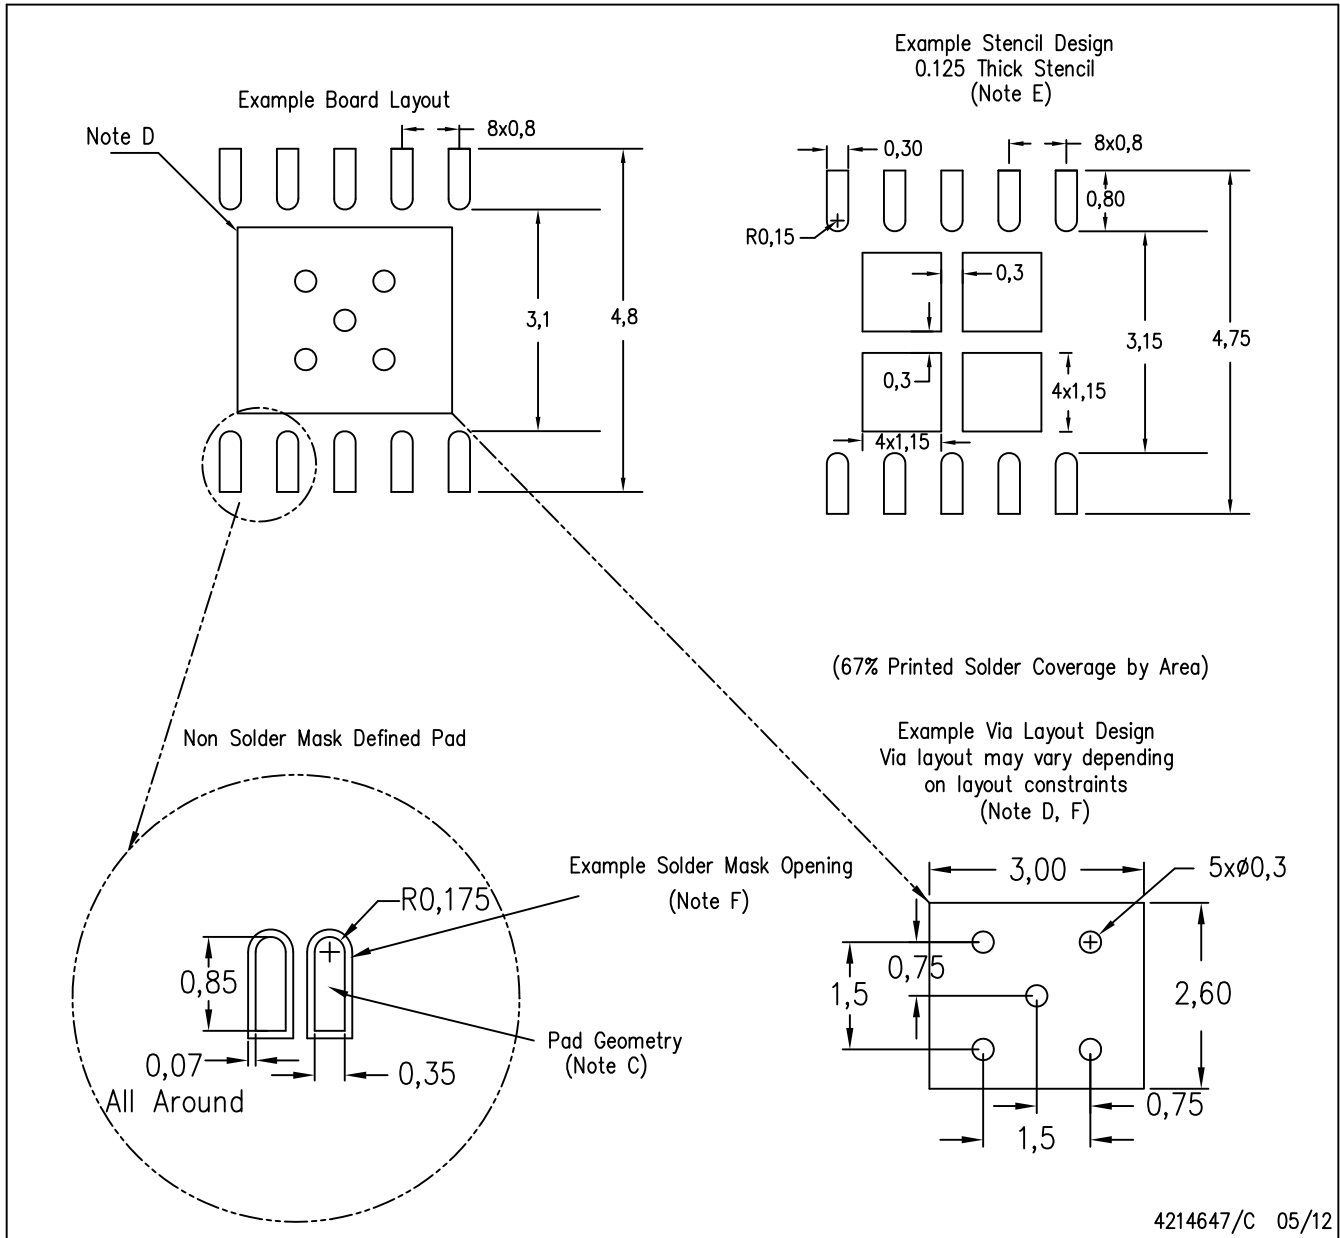 Example Board Layout
Note D
8x0,8
3,1
4,8
Example Stencil Design
0.125 Thick Stencil
(Note E)
0,30
8x0,8
0,80
R0,15
0,3
3,15
4,75
0,3
4x1,15
4x1,15
(67% Printed Solder Coverage by Area)
Non Solder Mask Defined Pad
Example Solder Mask Opening
(Note F)
R0,175
0,85
Pad Geometry
(Note C)
0,07
All Around
0,35
Example Via Layout Design
Via layout may vary depending
on layout constraints
(Note D, F)
3,00
5xø0,3
0,75
1,5
2,60
0,75
1,5
4214647/C 05/12